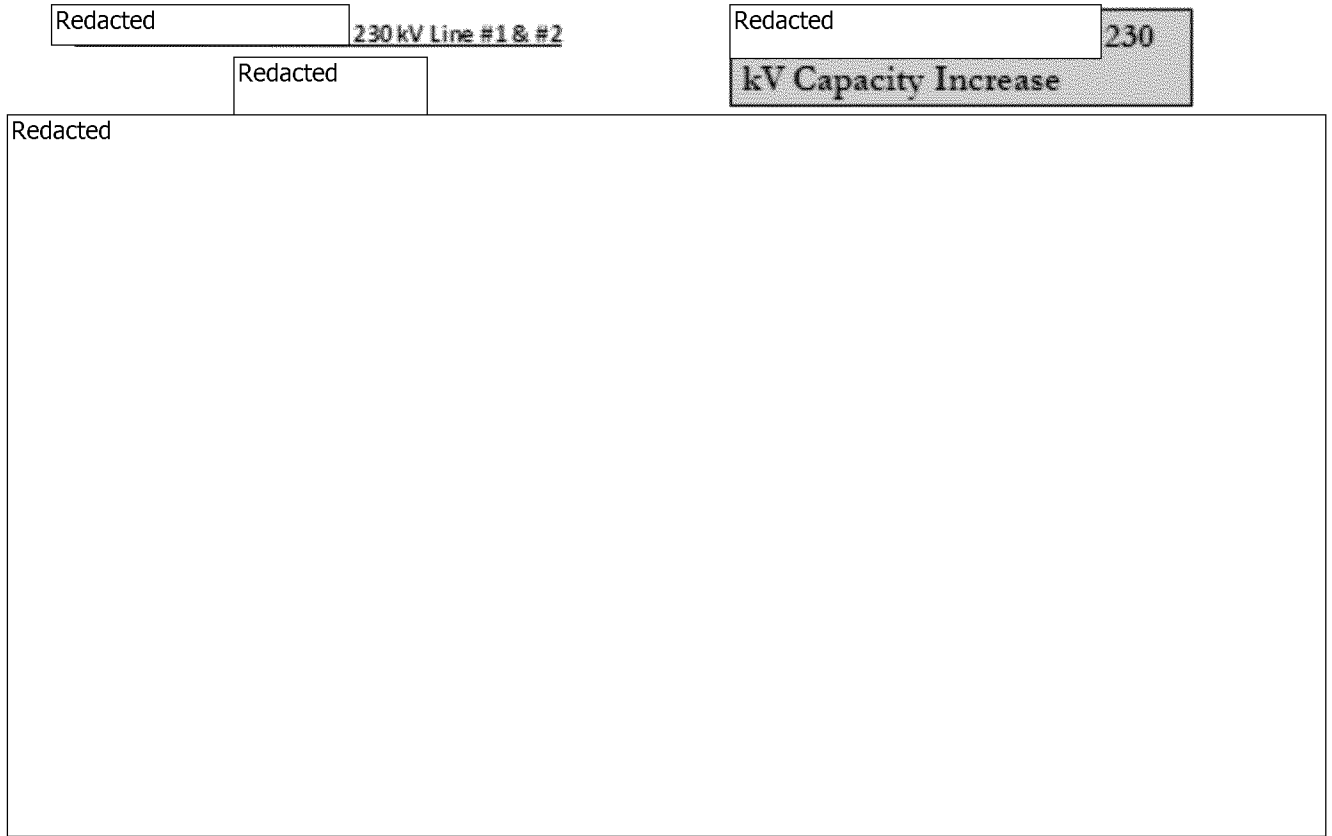 Redacted 230 kV Line #1 & #2
Redacted
Redacted 230
kV Capacity Increase
Redacted